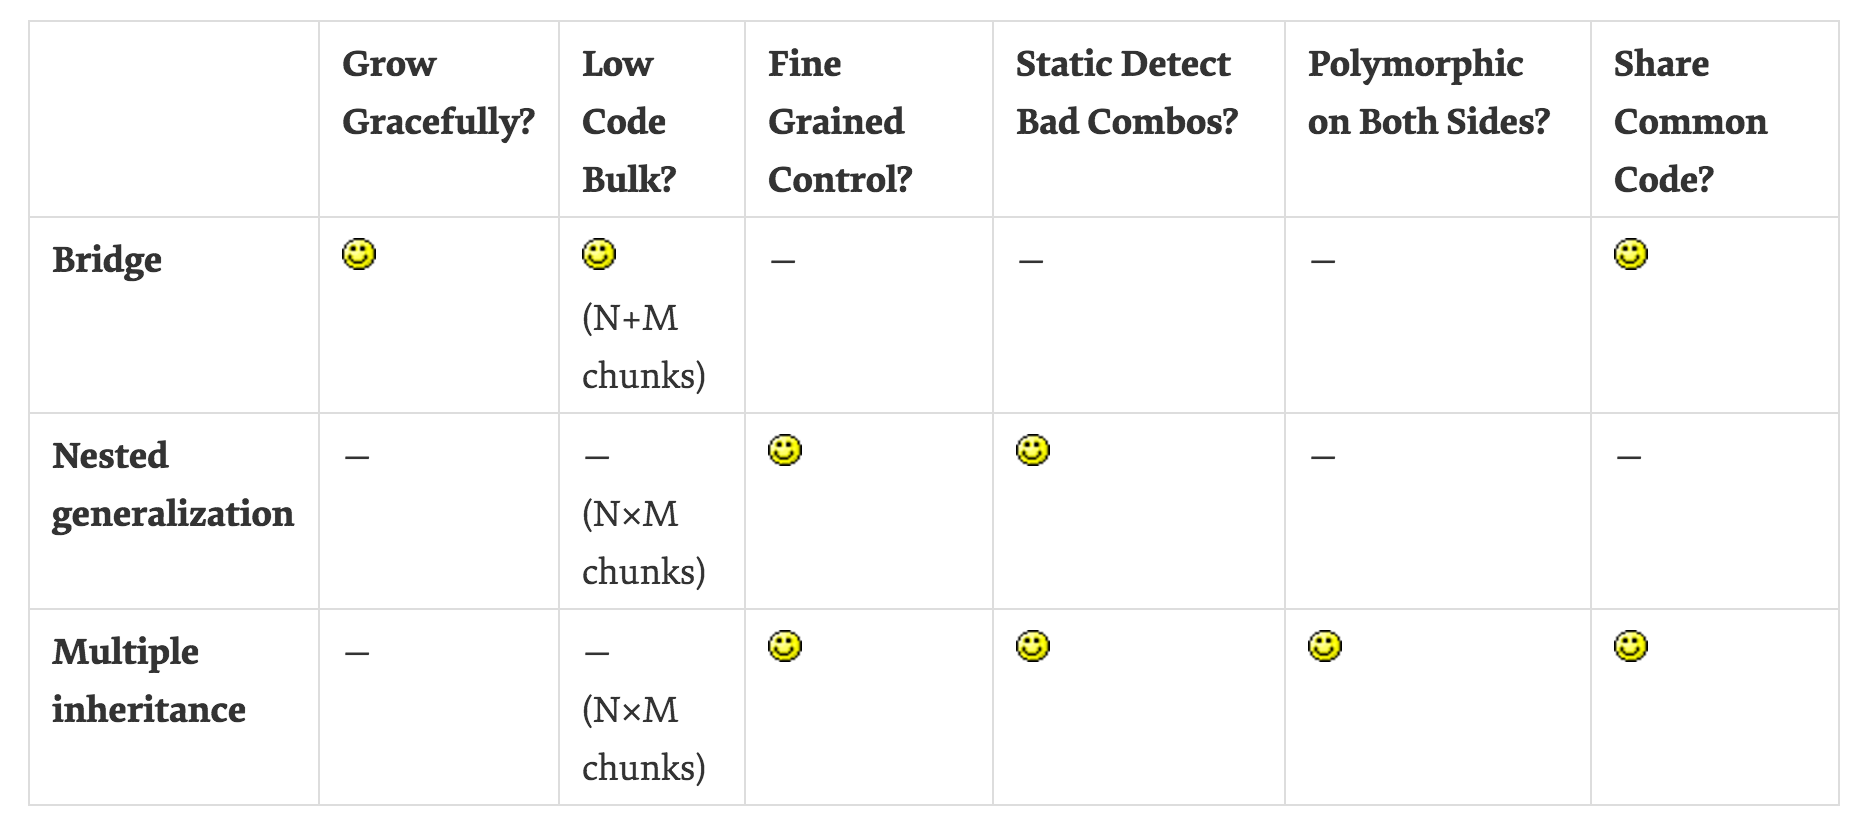 Grow Gracefully?
Low Code Bulk?
Fine Grained Control?
Static Detect Bad Combos?
Polymorphic on Both Sides?
Share Common Code?
Bridge
(N+M chunks)
—
—
—
Nested generalization
—
—
(N×M chunks)
—
—
Multiple inheritance
—
—
(N×M chunks)